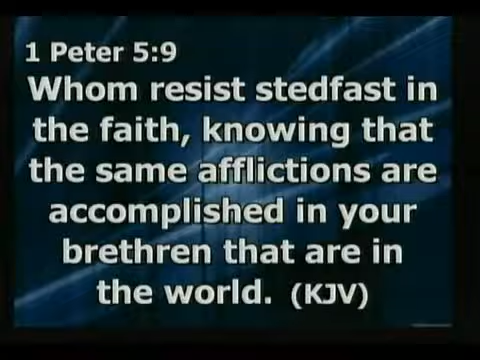 1 Peter 5:9
Whom resist stedfast in
the faith, knowing that
the same afflictions are
accomplished in your
brethren that are in
the world. (KJV)